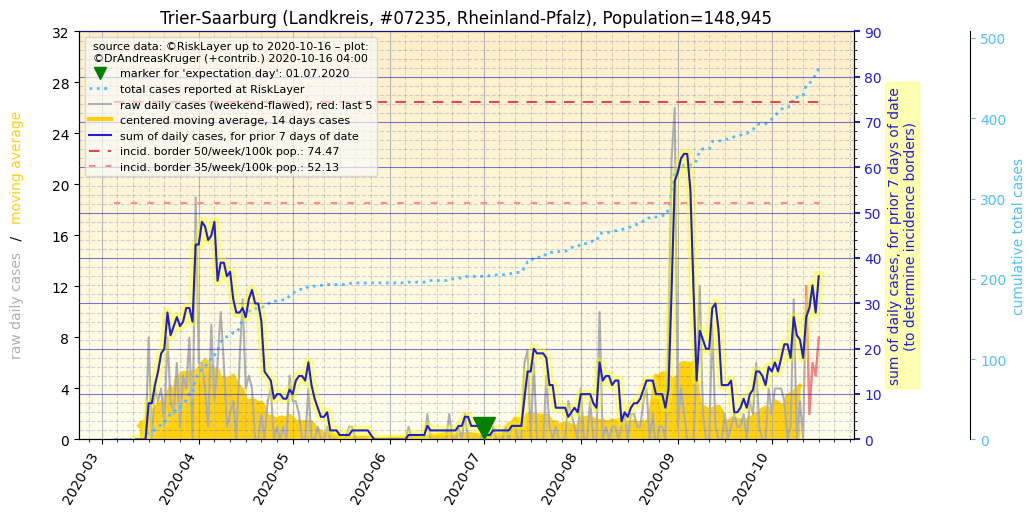 Trier-Saarburg (Landkreis, #07235, Rheinland-Pfalz), Population=148,945
source data: ©RiskLayer up to 2020-10-16 – plot:
©DrAndreasKruger (+contrib.) 2020-10-16 04:00
marker for 'expectation day': 01.07.2020
total cases reported at RiskLayer
raw daily cases (weekend-flawed), red: last 5
centered moving average, 14 days cases
sum of daily cases, for prior 7 days of date
incid. border 50/week/100k pop.: 74.47
incid. border 35/week/100k pop.: 52.13
raw daily cases / moving average
32
28
24
20
16
12
8
4
0
2020-03
2020-04
2020-05
2020-06
2020-07
2020-08
2020-09
2020-10
90
80
70
60
50
40
30
20
10
0
sum of daily cases, for prior 7 days of date
(to determine incidence borders)
500
400
300
200
100
0
cumulative total cases